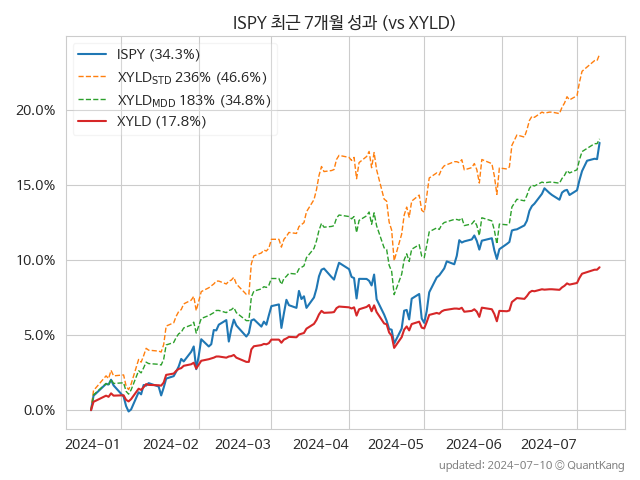 ISPY 최근 7개월 성과 (vs XYLD)
ISPY (34.3%)
XYLD_STD 236% (46.6%)
XYLD_MDD 183% (34.8%)
XYLD (17.8%)
20.0%
15.0%
10.0%
5.0%
0.0%
2024-01 2024-02 2024-03 2024-04 2024-05 2024-06 2024-07
updated: 2024-07-10 © QuantKang